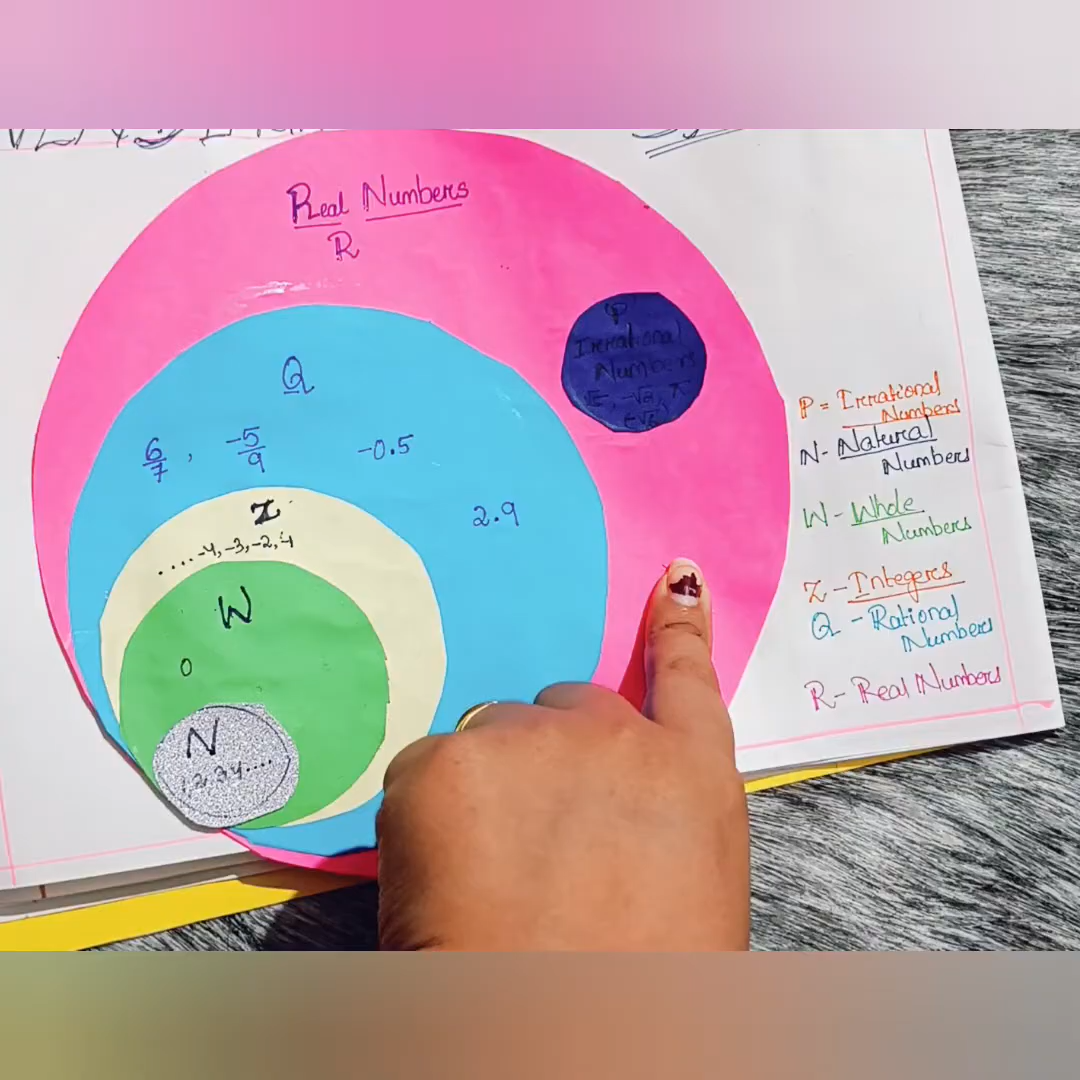 Real Numbers
R
Q
6/7 , -5/9 -0.5
2.9
Z
....-4,-3,-2,-1
W
0
N
1,2,3,4....
P
Irrational
Numbers
P = Irrational
Numbers
N- Natural
Numbers
W - Whole
Numbers
Z - Integers
Q - Rational
Numbers
R - Real Numbers